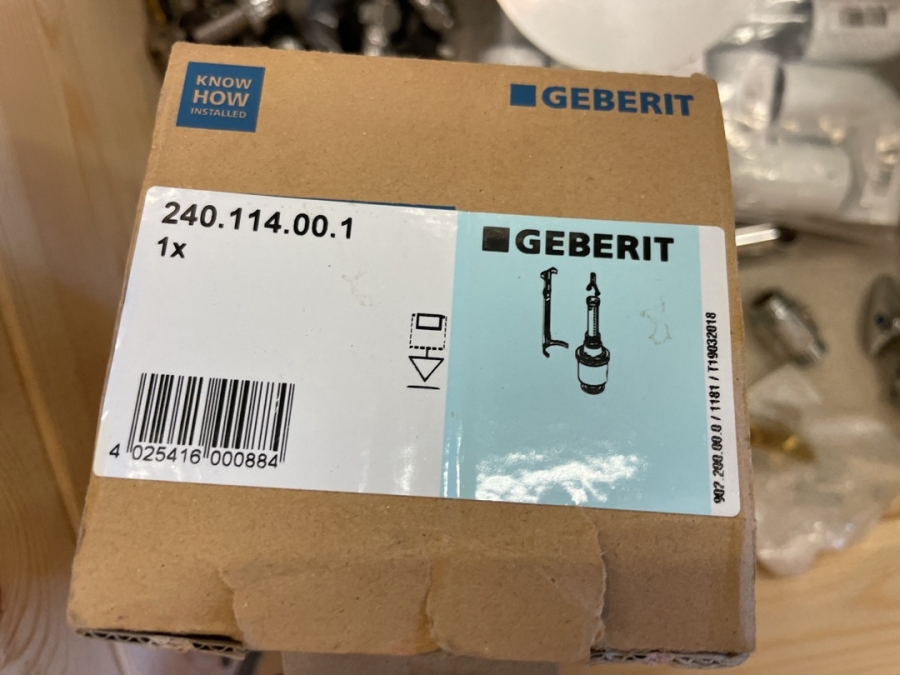 KNOW
HOW
INSTALLED
GEBERIT
240.114.00.1
1x
GEBERIT
4 025416 000884
902.200.00.0 / 1181 / T19032018